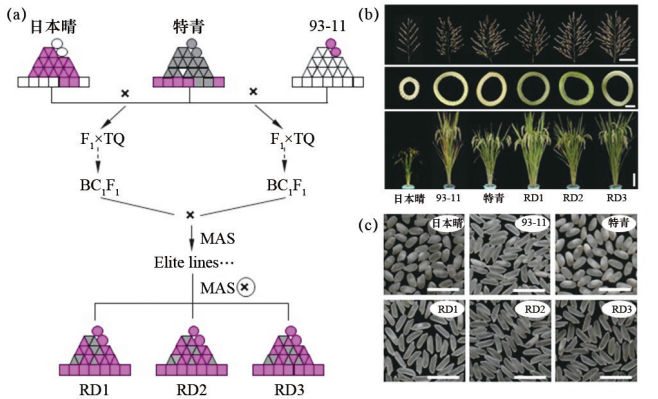 (a)
日本晴 特青 93-11
×
×
F₁×TQ F₁×TQ
BC₁F₁ BC₁F₁
×
MAS
Elite lines…
MAS ⊗
RD1 RD2 RD3
(b)
日本晴 93-11 特青 RD1 RD2 RD3
(c)
日本晴 93-11 特青
RD1 RD2 RD3